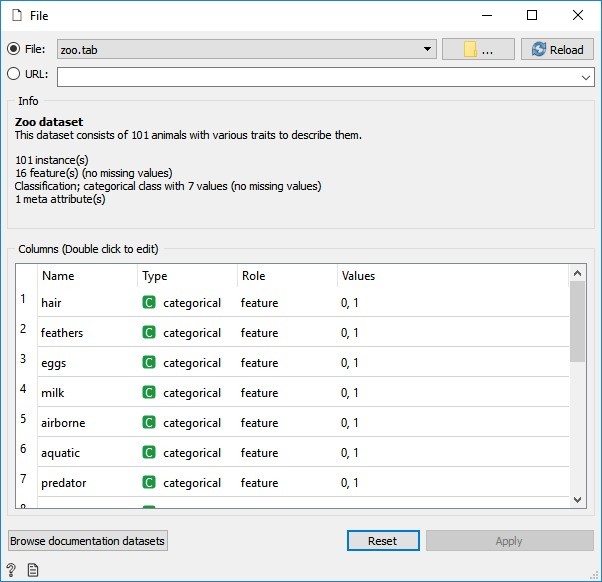 File
File: zoo.tab ... Reload
URL:
Info
Zoo dataset
This dataset consists of 101 animals with various traits to describe them.
101 instance(s)
16 feature(s) (no missing values)
Classification; categorical class with 7 values (no missing values)
1 meta attribute(s)
Columns (Double click to edit)
Name Type Role Values
1 hair C categorical feature 0, 1
2 feathers C categorical feature 0, 1
3 eggs C categorical feature 0, 1
4 milk C categorical feature 0, 1
5 airborne C categorical feature 0, 1
6 aquatic C categorical feature 0, 1
7 predator C categorical feature 0, 1
Browse documentation datasets Reset Apply
?